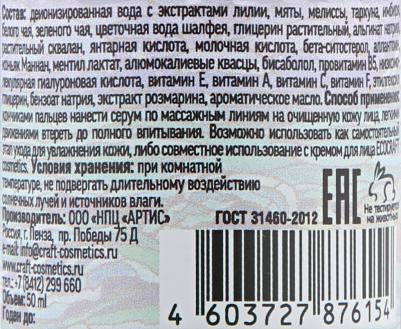 Состав: деионизированная вода с экстрактами лилии, мяты, мелиссы, тархуна, имбиря
белого чая, зеленого чая, цветочная вода шалфея, глицерин растительный, альгинат натрия
растительный сквалан, янтарная кислота, молочная кислота, бета-ситостерол, аллантоин
коньяк Маннан, ментил лактат, алюмокалиевые квасцы, бисаболол, провитамин В5, низкомо
лекулярная гиалуроновая кислота, витамин Е, витамин А, витамин С, витамин F, этилгексил
глицерин, бензоат натрия, экстракт розмарина, ароматическое масло. Способ применения:
кончиками пальцев нанести серум по массажным линиям на очищенную кожу лица, легкими
движениями втереть до полного впитывания. Возможно использовать как самостоятельный
этап ухода для увлажнения кожи, либо совместное использование с кремом для лица ECOCRAFT
cosmetics. Условия хранения: при комнатной
температуре, не подвергать длительному воздействию
солнечных лучей и источников влаги.
Производитель: ООО «НПЦ «АРТИС»
Россия, г. Пенза, пр. Победы 75 Д
e-mail: info@craft-cosmetics.ru
www.craft-cosmetics.ru
тел.: +7(8412) 299 660
Объем: 50 ml
Годен до:
ГОСТ 31460-2012
EAC
Не тестируется
на животных
4 603727 876154